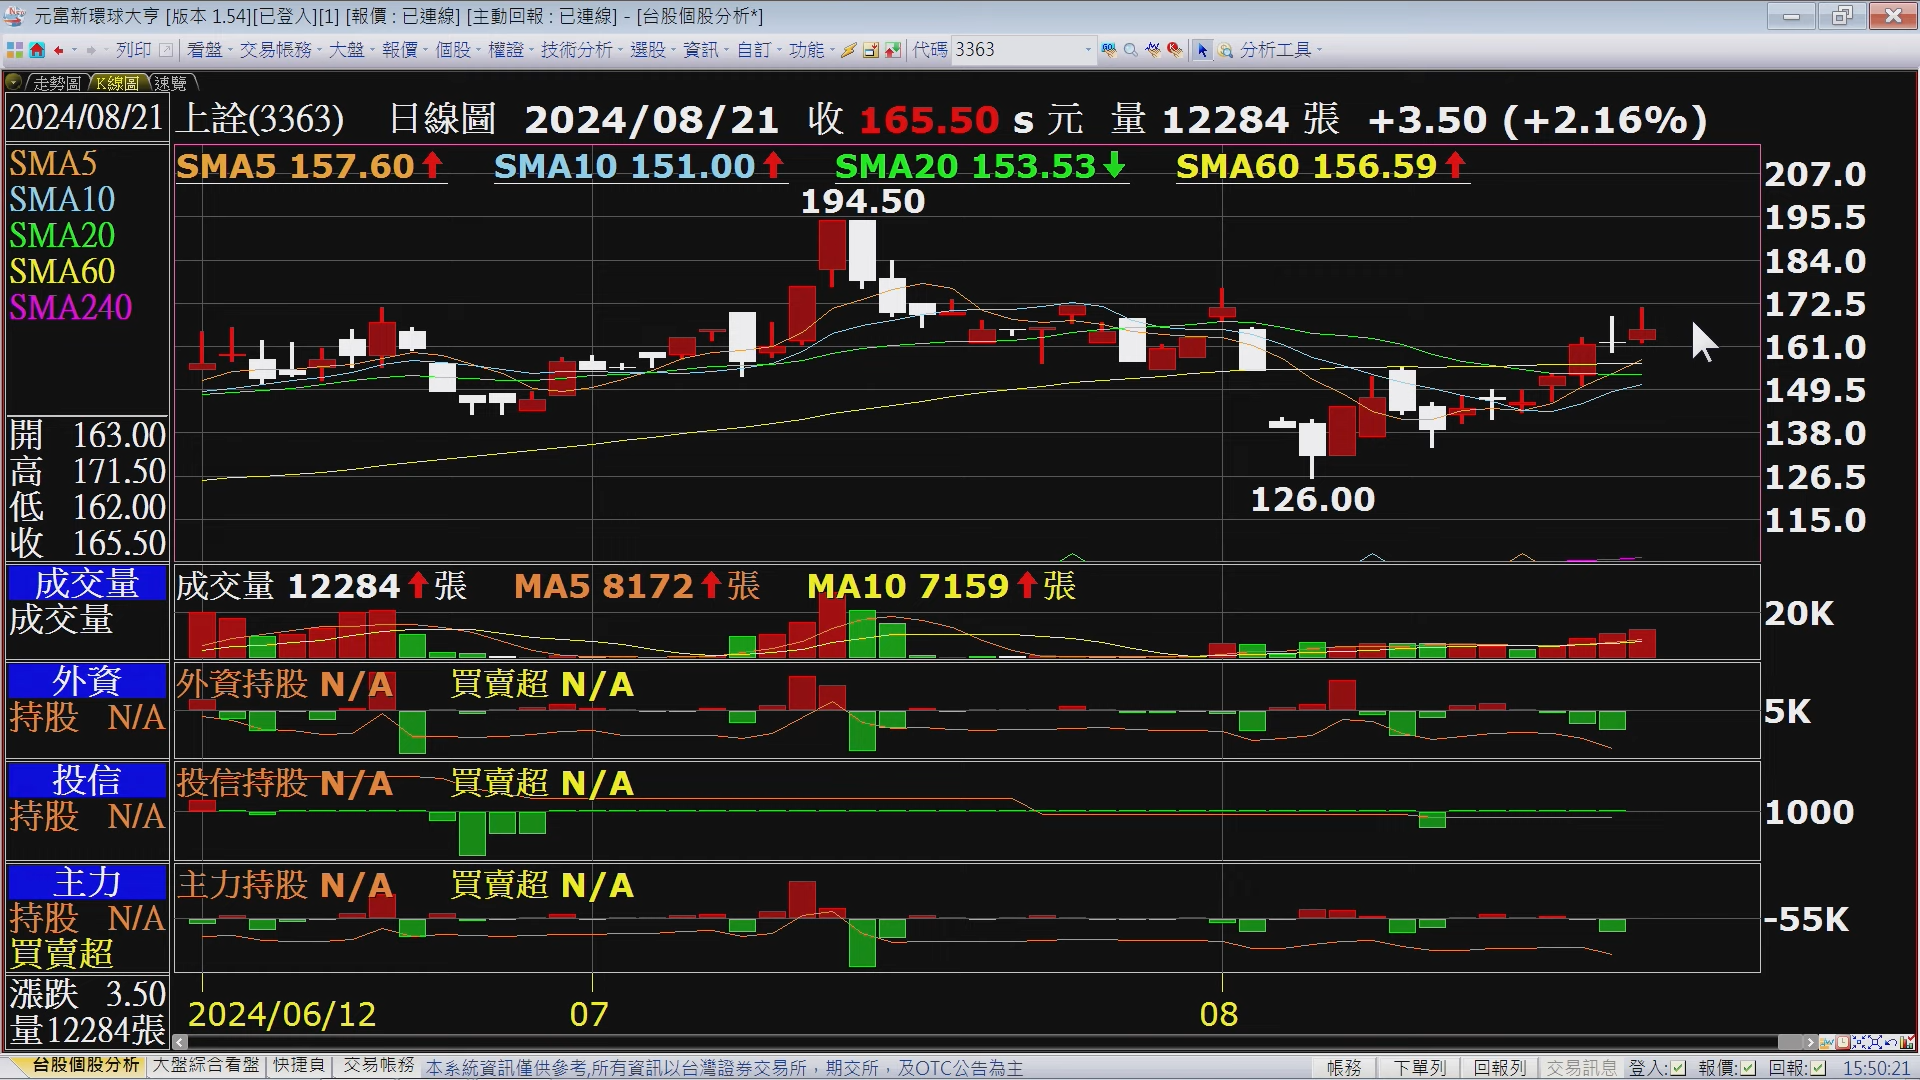 元富新環球大亨 [版本 1.54][已登入][1] [報價 : 已連線] [主動回報 : 已連線] - [台股個股分析*]
列印 看盤 交易帳務 大盤 報價 個股 權證 技術分析 選股 資訊 自訂 功能 代碼 3363 分析工具
走勢圖 K線圖 速覽
2024/08/21 上詮(3363) 日線圖 2024/08/21 收 165.50 s 元 量 12284 張 +3.50 (+2.16%)
SMA5 SMA5 157.60 SMA10 151.00 SMA20 153.53 SMA60 156.59
SMA10
SMA20
SMA60
SMA240
194.50
126.00
207.0
195.5
184.0
172.5
161.0
149.5
138.0
126.5
115.0
開 163.00
高 171.50
低 162.00
收 165.50
成交量 成交量 12284 張 MA5 8172 張 MA10 7159 張
成交量 20K
外資 外資持股 N/A 買賣超 N/A
持股 N/A 5K
投信 投信持股 N/A 買賣超 N/A
持股 N/A 1000
主力 主力持股 N/A 買賣超 N/A
持股 N/A -55K
買賣超
漲跌 3.50
量12284張
2024/06/12 07 08
台股個股分析 大盤綜合看盤 快捷頁 交易帳務 本系統資訊僅供參考,所有資訊以台灣證券交易所，期交所，及OTC公告為主 帳務 下單列 回報列 交易訊息 登入: 報價: 回報: 15:50:21